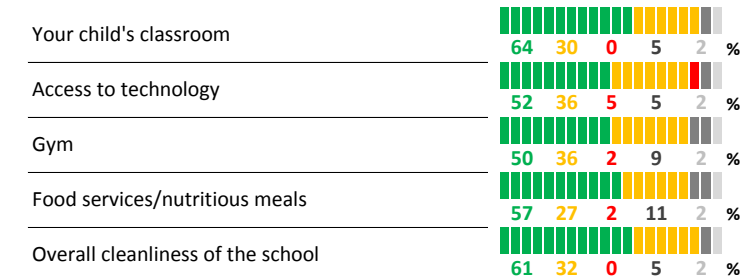 Your child's classroom
64 30 0 5 2 %
Access to technology
52 36 5 5 2 %
Gym
50 36 2 9 2 %
Food services/nutritious meals
57 27 2 11 2 %
Overall cleanliness of the school
61 32 0 5 2 %